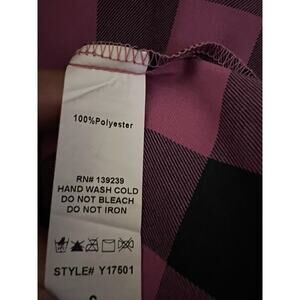 100%Polyester
RN# 139239
HAND WASH COLD
DO NOT BLEACH
DO NOT IRON
STYLE# Y17501